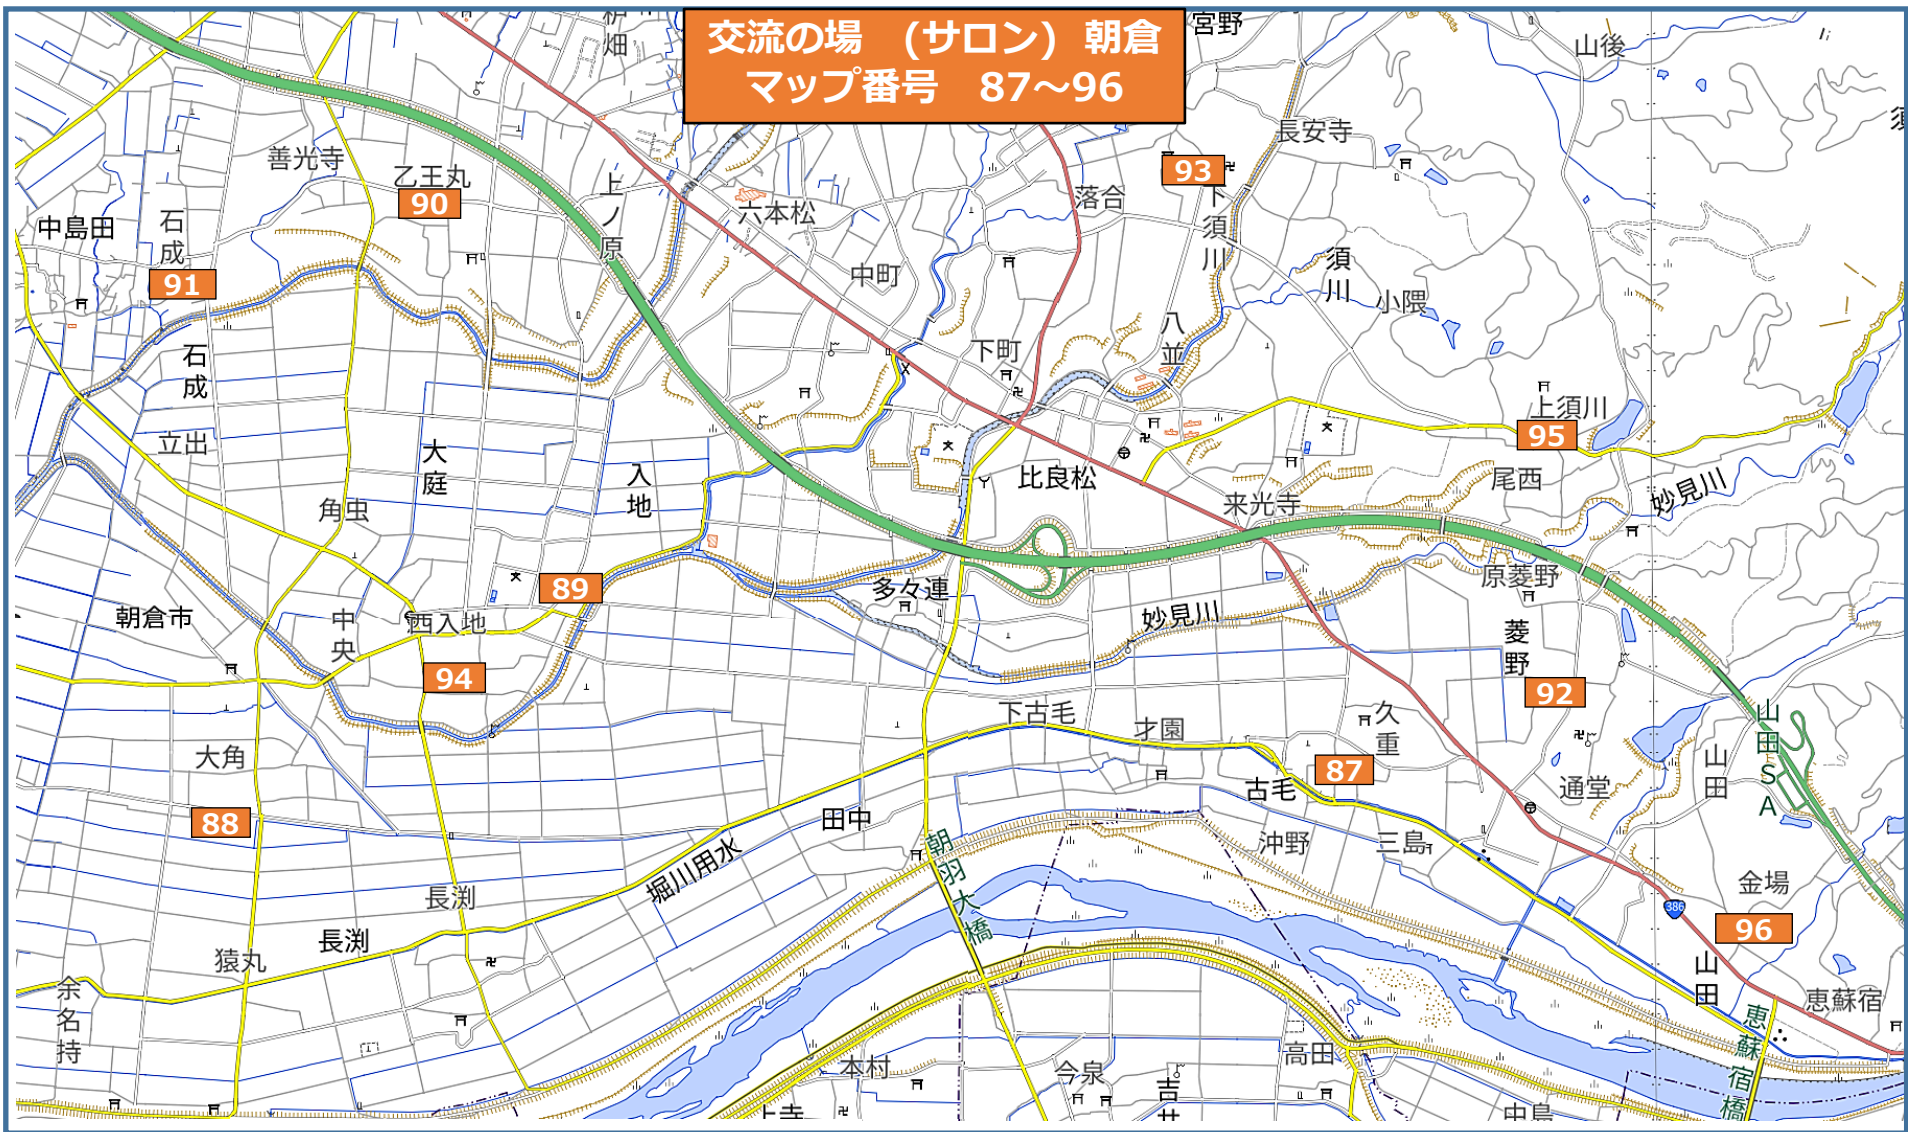 交流の場 (サロン) 朝倉
マップ番号 87～96
宮野
山後
畑
長安寺
善光寺
乙王丸
90
上ノ原
六本松
落合
93
下須川
中島田
石成
91
中町
須川
小隈
八並
下町
石成
立出
大庭
入地
角虫
比良松
上須川
95
尾西
妙見川
来光寺
原菱野
89
多々連
妙見川
朝倉市
中央
西入地
94
菱野
92
下古毛
才園
久重
山田SA
大角
87
古毛
通堂
山田
88
田中
堀川用水
朝羽大橋
沖野
三島
金場
386
96
長渕
長渕
猿丸
余名持
山田
恵蘇宿
恵蘇宿橋
本村
今泉
高田
上寺
吉井
中島